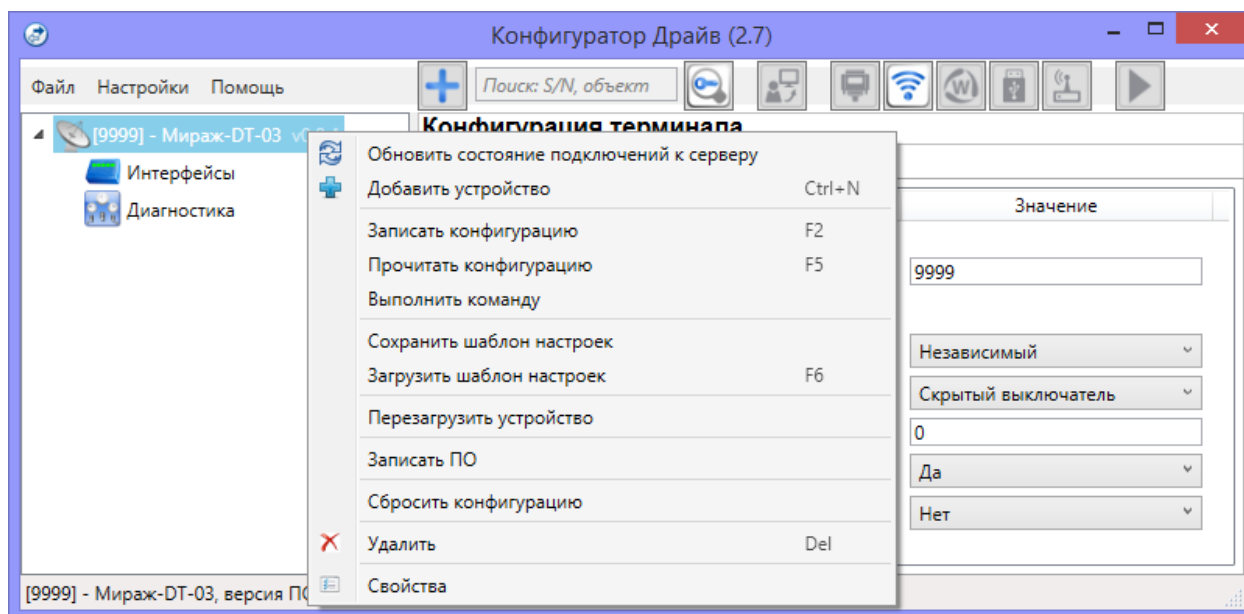 Конфигуратор Драйв (2.7)
Файл Настройки Помощь
Поиск: S/N, объект
Конфигурация терминала
[9999] - Мираж-DT-03
Интерфейсы
Диагностика
Обновить состояние подключений к серверу
Добавить устройство Ctrl+N
Записать конфигурацию F2
Прочитать конфигурацию F5
Выполнить команду
Сохранить шаблон настроек
Загрузить шаблон настроек F6
Перезагрузить устройство
Записать ПО
Сбросить конфигурацию
Удалить Del
Свойства
Значение
9999
Независимый
Скрытый выключатель
0
Да
Нет
[9999] - Мираж-DT-03, версия ПО